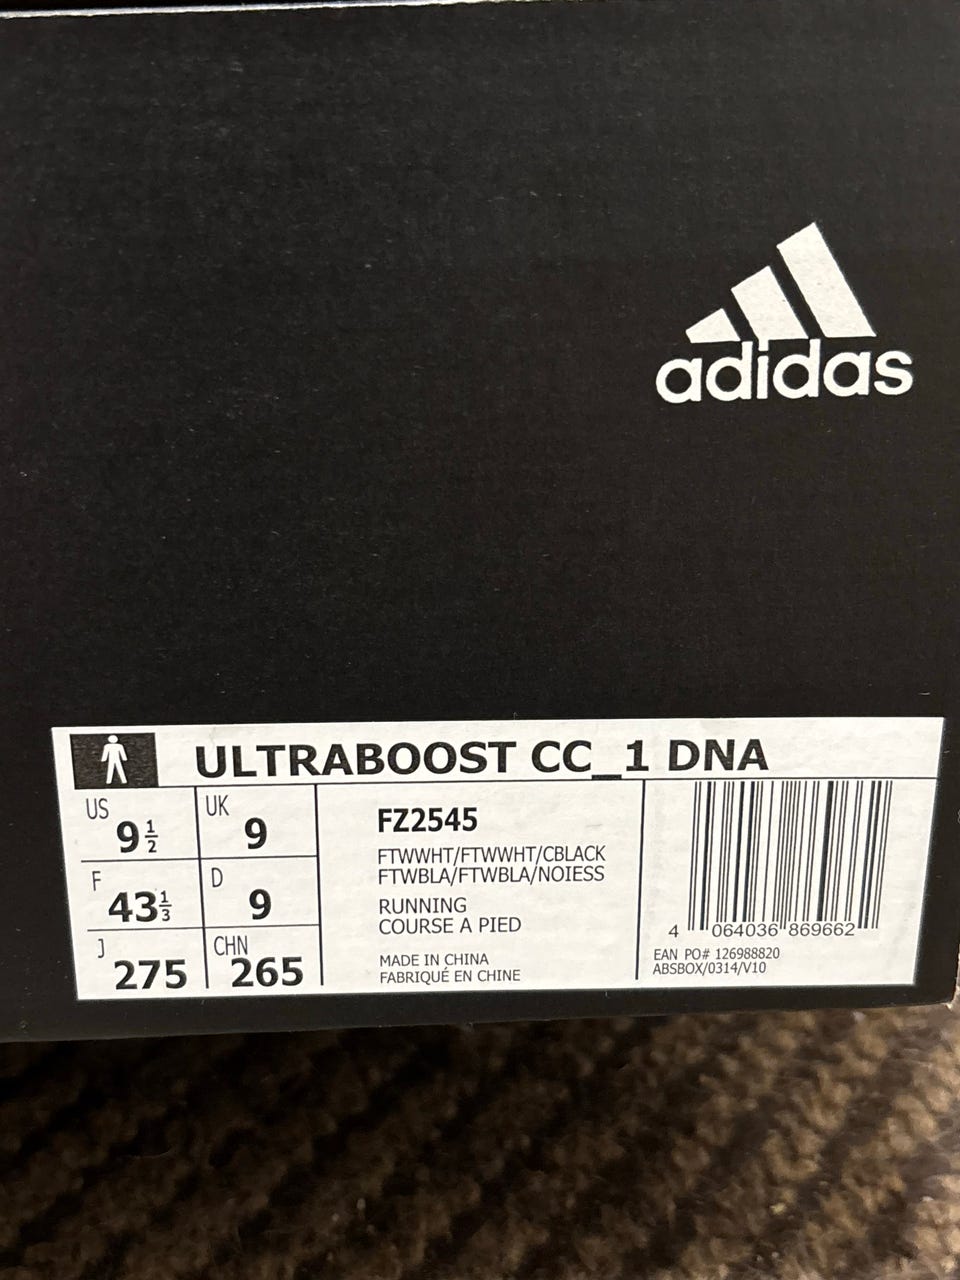 adidas
ULTRABOOST CC_1 DNA
US 9 1/2
UK 9
F 43 1/3
D 9
J 275
CHN 265
FZ2545
FTWWHT/FTWWHT/CBLACK
FTWBLA/FTWBLA/NOIESS
RUNNING
COURSE A PIED
MADE IN CHINA
FABRIQUÉ EN CHINE
4 064036 869662
EAN PO# 126988820
ABSBOX/0314/V10